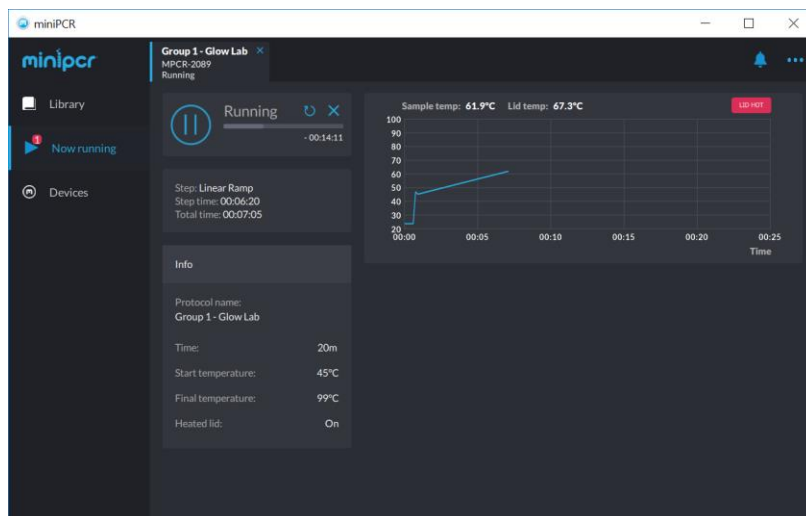 miniPCR
minipcr
Group 1 - Glow Lab
MPCR-2089
Running
Library
1
Now running
Devices
Running
- 00:14:11
Step: Linear Ramp
Step time: 00:06:20
Total time: 00:07:05
Info
Protocol name:
Group 1 - Glow Lab
Time: 20m
Start temperature: 45°C
Final temperature: 99°C
Heated lid: On
Sample temp: 61.9°C Lid temp: 67.3°C
LID HOT
100
90
80
70
60
50
40
30
20
00:00 00:05 00:10 00:15 00:20 00:25
Time